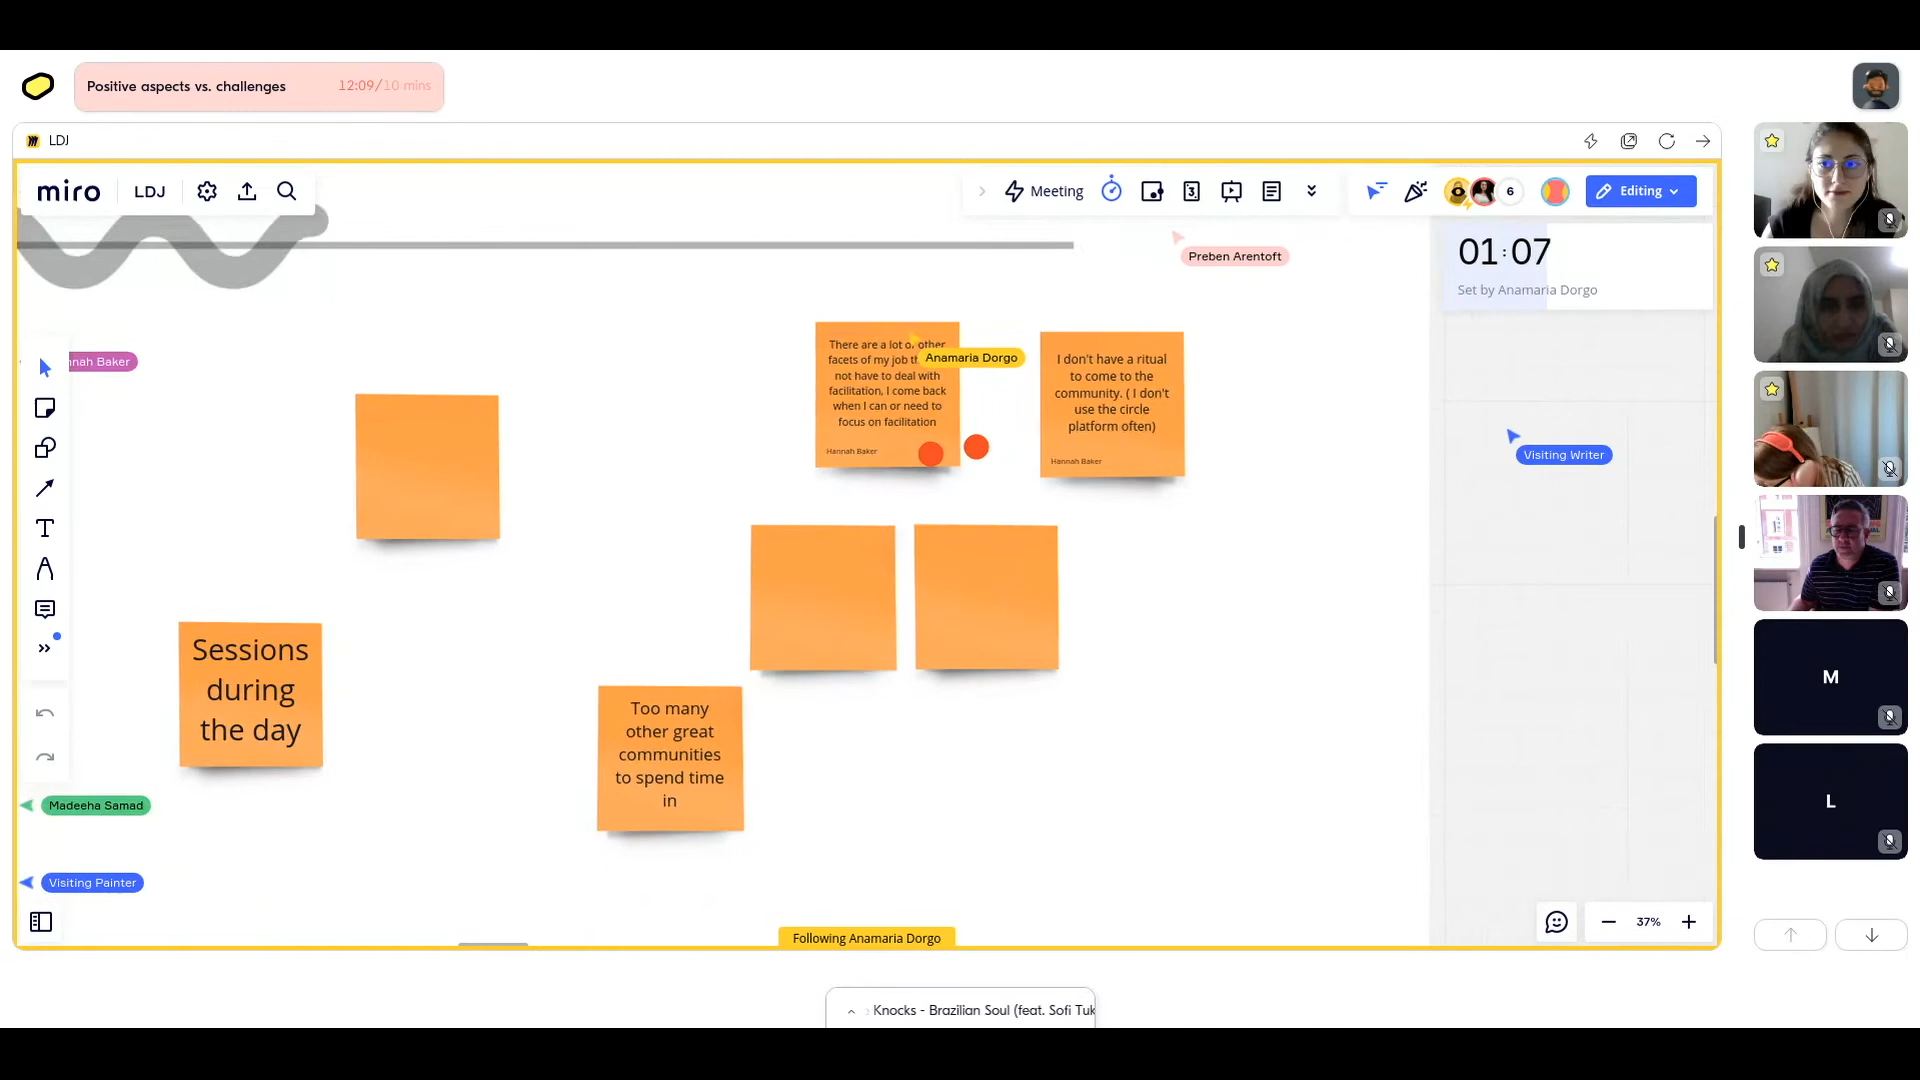 Positive aspects vs. challenges
12:09/10 mins
LDJ
miro
LDJ
Meeting
3
6
Editing
01:07
Set by Anamaria Dorgo
Preben Arentoft
nnah Baker
There are a lot of other
facets of my job th
not have to deal with
facilitation, I come back
when I can or need to
focus on facilitation
Hannah Baker
Anamaria Dorgo
I don't have a ritual
to come to the
community. ( I don't
use the circle
platform often)
Hannah Baker
Visiting Writer
Sessions
during
the day
Too many
other great
communities
to spend time
in
Madeeha Samad
Visiting Painter
Following Anamaria Dorgo
37%
M
L
Knocks - Brazilian Soul (feat. Sofi Tuk